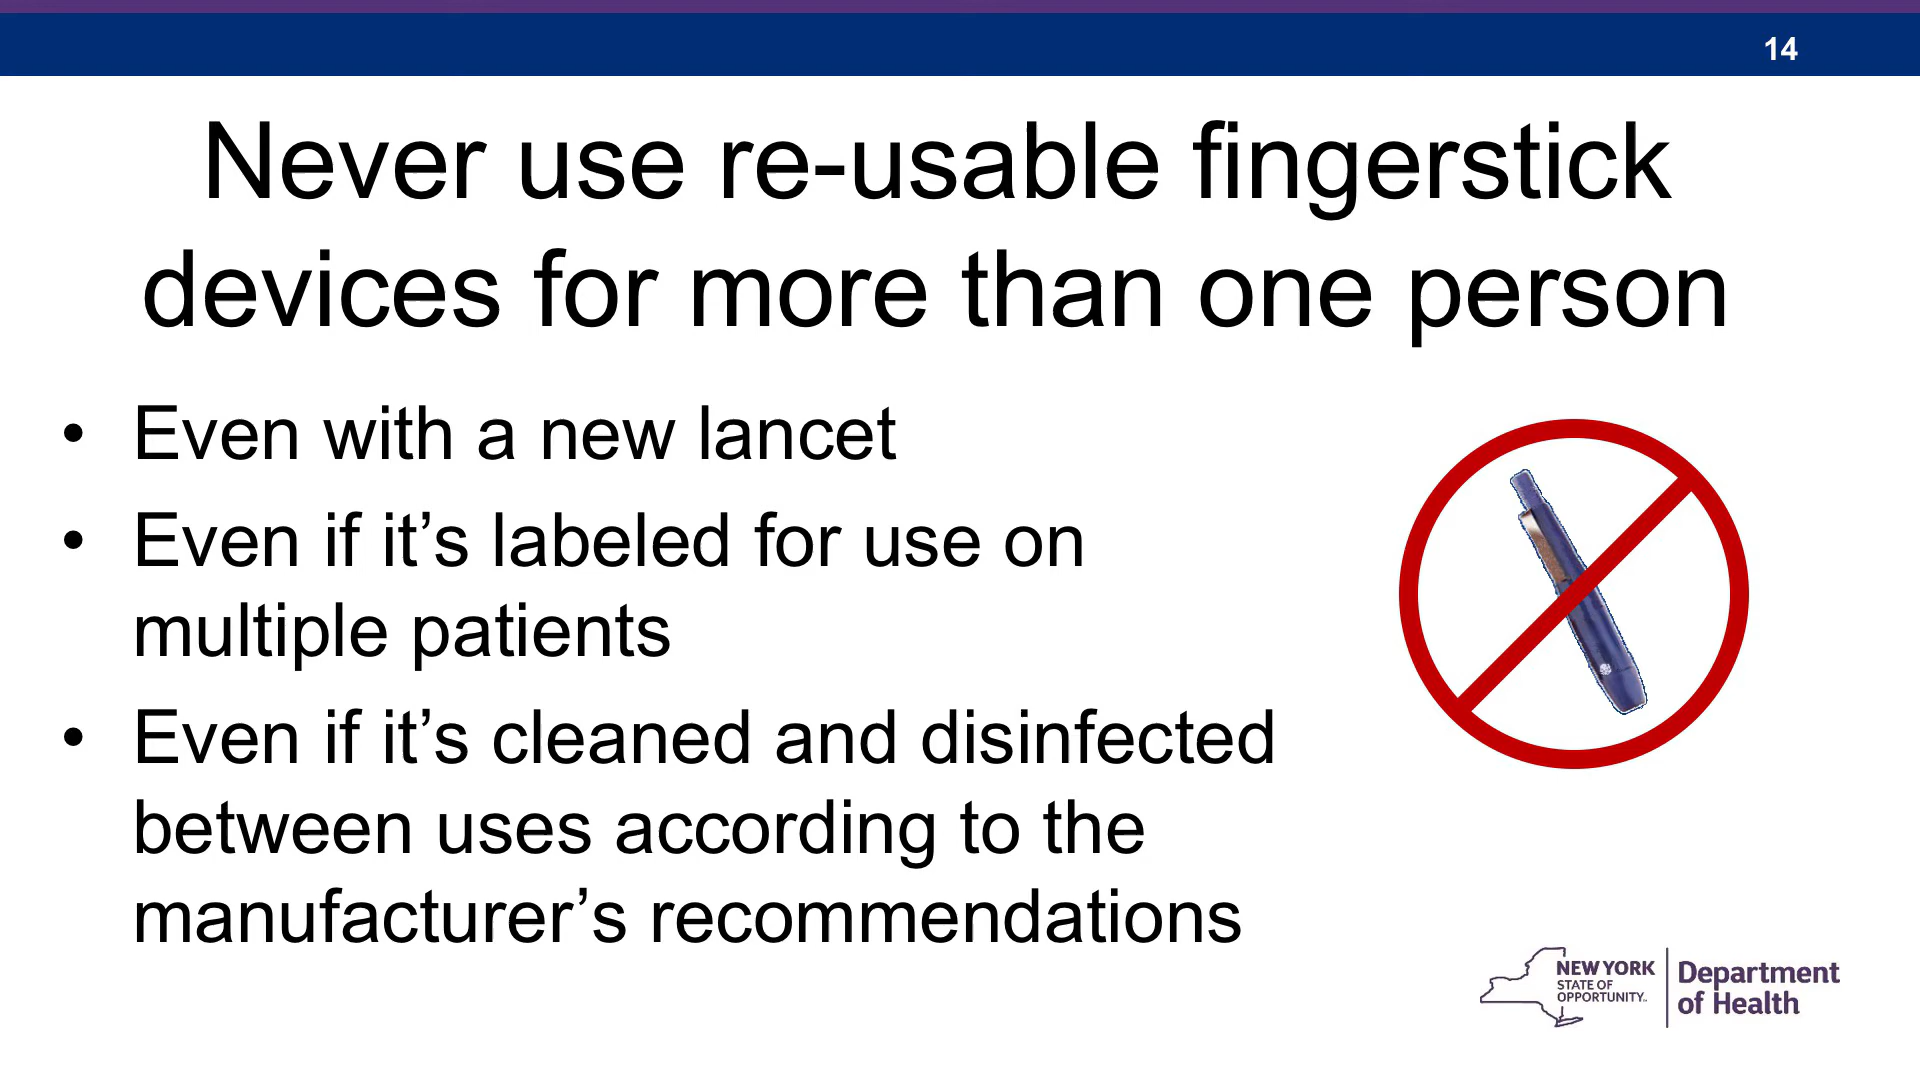 14
Never use re-usable fingerstick
devices for more than one person
• Even with a new lancet
• Even if it’s labeled for use on
multiple patients
• Even if it’s cleaned and disinfected
between uses according to the
manufacturer’s recommendations
NEW YORK
STATE OF
OPPORTUNITY™
Department
of Health